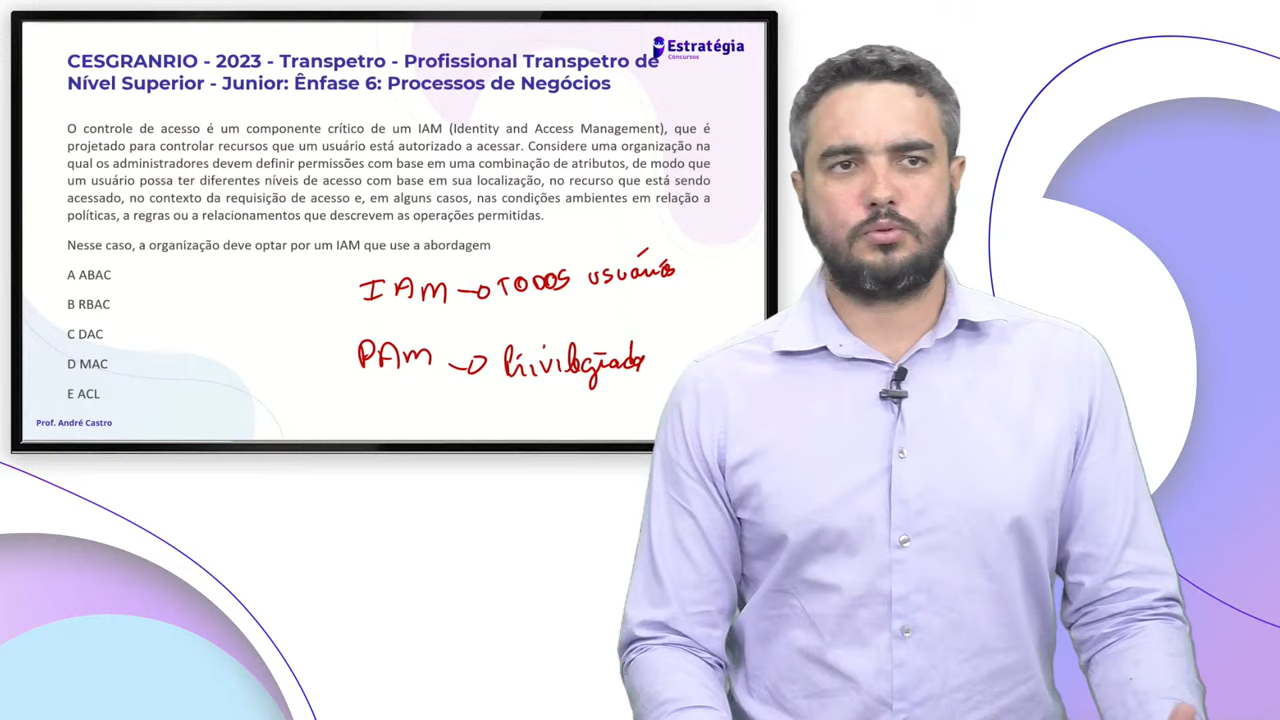 Estratégia
Concursos
CESGRANRIO - 2023 - Transpetro - Profissional Transpetro de
Nível Superior - Junior: Ênfase 6: Processos de Negócios
O controle de acesso é um componente crítico de um IAM (Identity and Access Management), que é
projetado para controlar recursos que um usuário está autorizado a acessar. Considere uma organização na
qual os administradores devem definir permissões com base em uma combinação de atributos, de modo que
um usuário possa ter diferentes níveis de acesso com base em sua localização, no recurso que está sendo
acessado, no contexto da requisição de acesso e, em alguns casos, nas condições ambientes em relação a
políticas, a regras ou a relacionamentos que descrevem as operações permitidas.
Nesse caso, a organização deve optar por um IAM que use a abordagem
A ABAC
B RBAC
C DAC
D MAC
E ACL
IAM → TODOS usuários
PAM → Privilegiados
Prof. André Castro